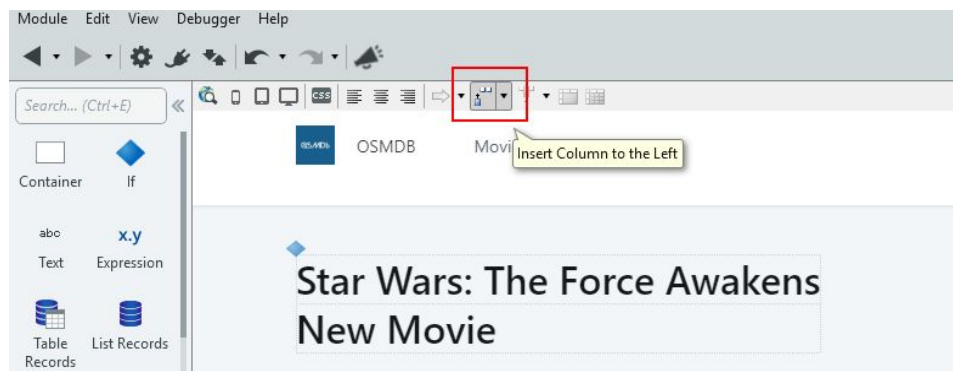 Module Edit View Debugger Help
Search... (Ctrl+E)
css
OSMDb OSMDB Movi
Insert Column to the Left
Container If
abc x.y
Text Expression
Star Wars: The Force Awakens
New Movie
Table List Records
Records